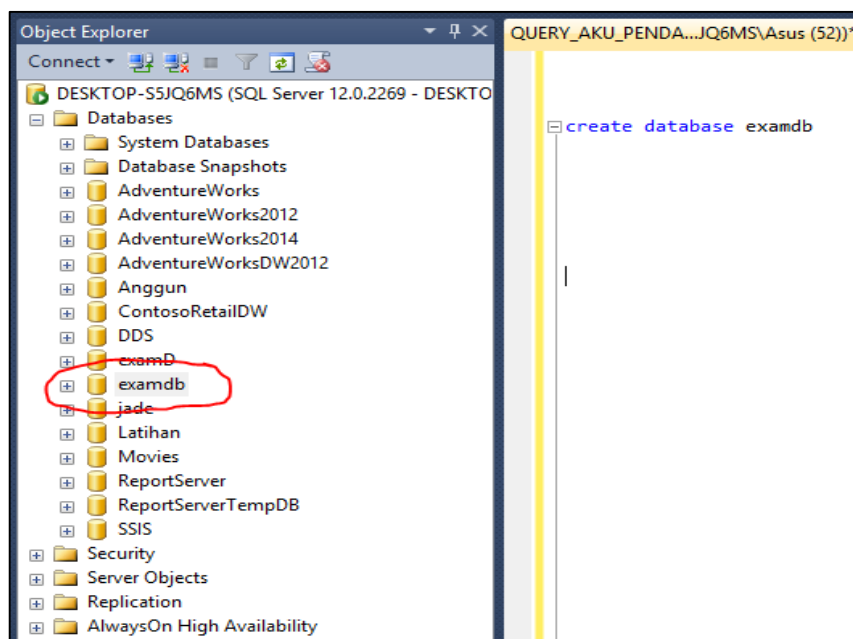 Object Explorer
Connect
DESKTOP-S5JQ6MS (SQL Server 12.0.2269 - DESKTO
Databases
System Databases
Database Snapshots
AdventureWorks
AdventureWorks2012
AdventureWorks2014
AdventureWorksDW2012
Anggun
ContosoRetailDW
DDS
examD
examdb
jade
Latihan
Movies
ReportServer
ReportServerTempDB
SSIS
Security
Server Objects
Replication
AlwaysOn High Availability
QUERY_AKU_PENDA...JQ6MS\Asus (52))*
create database examdb